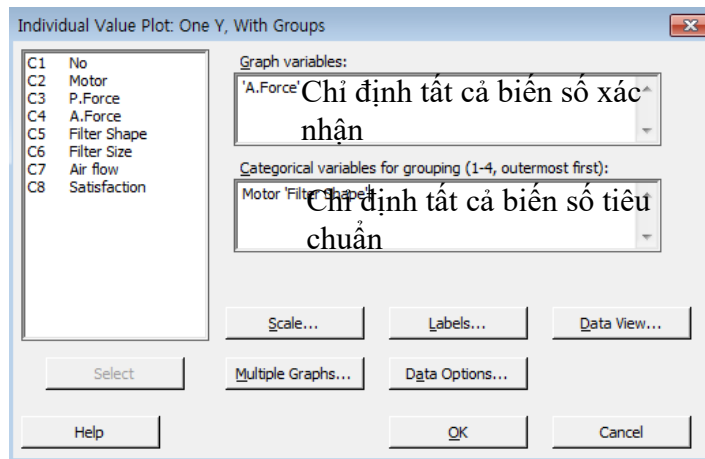 Individual Value Plot: One Y, With Groups
C1 No
C2 Motor
C3 P.Force
C4 A.Force
C5 Filter Shape
C6 Filter Size
C7 Air flow
C8 Satisfaction
Graph variables:
'A.Force' Chỉ định tất cả biến số xác
nhận
Categorical variables for grouping (1-4, outermost first):
Motor 'Filter Shape'
Chỉ định tất cả biến số tiêu
chuẩn
Scale...
Labels...
Data View...
Select
Multiple Graphs...
Data Options...
Help
OK
Cancel